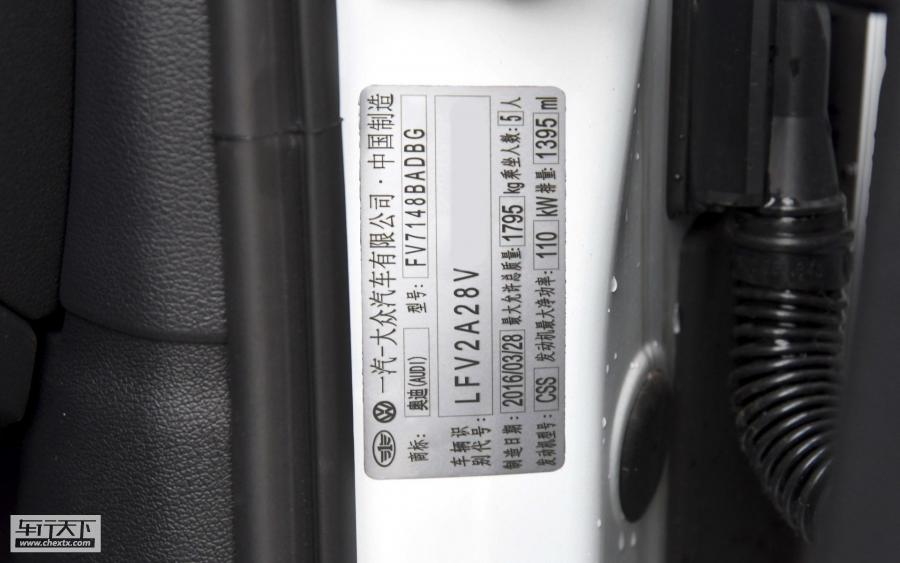 一汽-大众汽车有限公司·中国制造
商标: 奥迪(AUDI) 型号: FV7148BADBG
车辆识别代号: LFV2A28V
制造日期: 2016/03/28 最大允许总质量: 1795 kg 乘坐人数: 5 人
发动机型号: CSS 发动机最大净功率: 110 kW 排量: 1395 ml
车行天下
www.chextx.com